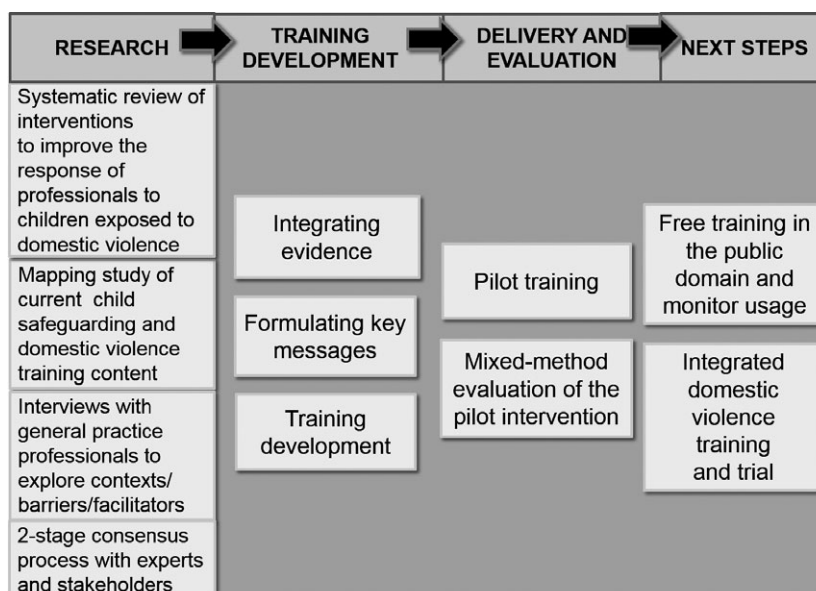 RESEARCH
TRAINING
DEVELOPMENT
DELIVERY AND
EVALUATION
NEXT STEPS
Systematic review of
interventions
to improve the
response of
professionals to
children exposed to
domestic violence
Mapping study of
current child
safeguarding and
domestic violence
training content
Interviews with
general practice
professionals to
explore contexts/
barriers/facilitators
2-stage consensus
process with experts
and stakeholders
Integrating
evidence
Formulating key
messages
Training
development
Pilot training
Mixed-method
evaluation of the
pilot intervention
Free training in
the public
domain and
monitor usage
Integrated
domestic
violence
training
and trial